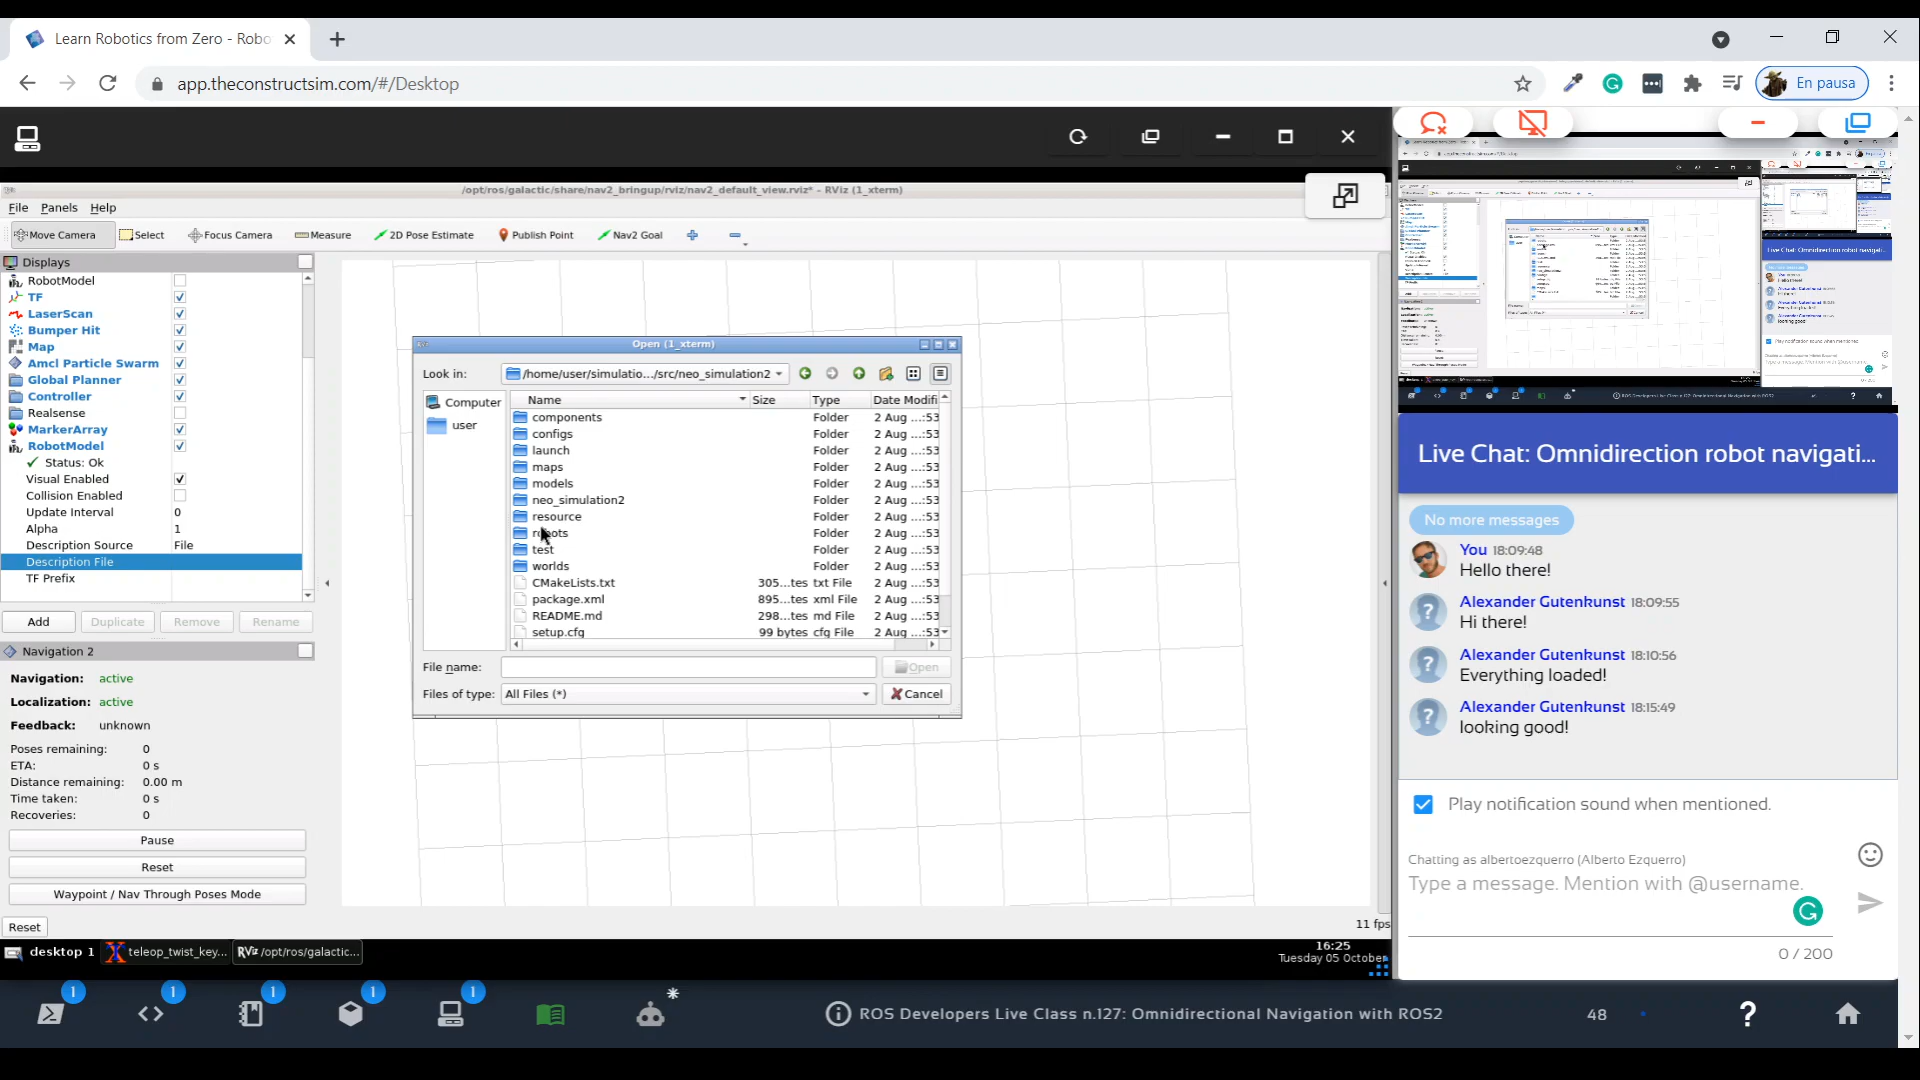 Learn Robotics from Zero - Robo
app.theconstructsim.com/#/Desktop
En pausa
/opt/ros/galactic/share/nav2_bringup/rviz/nav2_default_view.rviz* - RViz (1_xterm)
File Panels Help
Move Camera Select Focus Camera Measure 2D Pose Estimate Publish Point Nav2 Goal
Displays
RobotModel
TF
LaserScan
Bumper Hit
Map
Amcl Particle Swarm
Global Planner
Controller
Realsense
MarkerArray
RobotModel
Status: Ok
Visual Enabled
Collision Enabled
Update Interval 0
Alpha 1
Description Source File
Description File
TF Prefix
Add Duplicate Remove Rename
Navigation 2
Navigation: active
Localization: active
Feedback: unknown
Poses remaining: 0
ETA: 0 s
Distance remaining: 0.00 m
Time taken: 0 s
Recoveries: 0
Pause
Reset
Waypoint / Nav Through Poses Mode
Reset
Open (1_xterm)
Look in: /home/user/simulatio.../src/neo_simulation2
Computer
user
Name Size Type Date Modifi
components Folder 2 Aug ...:53
configs Folder 2 Aug ...:53
launch Folder 2 Aug ...:53
maps Folder 2 Aug ...:53
models Folder 2 Aug ...:53
neo_simulation2 Folder 2 Aug ...:53
resource Folder 2 Aug ...:53
robots Folder 2 Aug ...:53
test Folder 2 Aug ...:53
worlds Folder 2 Aug ...:53
CMakeLists.txt 305...tes txt File 2 Aug ...:53
package.xml 895...tes xml File 2 Aug ...:53
README.md 298...tes md File 2 Aug ...:53
setup.cfg 99 bytes cfg File 2 Aug ...:53
File name: Open
Files of type: All Files (*) Cancel
11 fps
desktop 1 teleop_twist_key... RViz /opt/ros/galactic...
16:25
Tuesday 05 October
1 1 1 1 1
ROS Developers Live Class n.127: Omnidirectional Navigation with ROS2
48
?
Live Chat: Omnidirection robot navigati...
No more messages
You 18:09:48
Hello there!
Alexander Gutenkunst 18:09:55
Hi there!
Alexander Gutenkunst 18:10:56
Everything loaded!
Alexander Gutenkunst 18:15:49
looking good!
Play notification sound when mentioned.
Chatting as albertoezquerro (Alberto Ezquerro)
Type a message. Mention with @username.
0 / 200